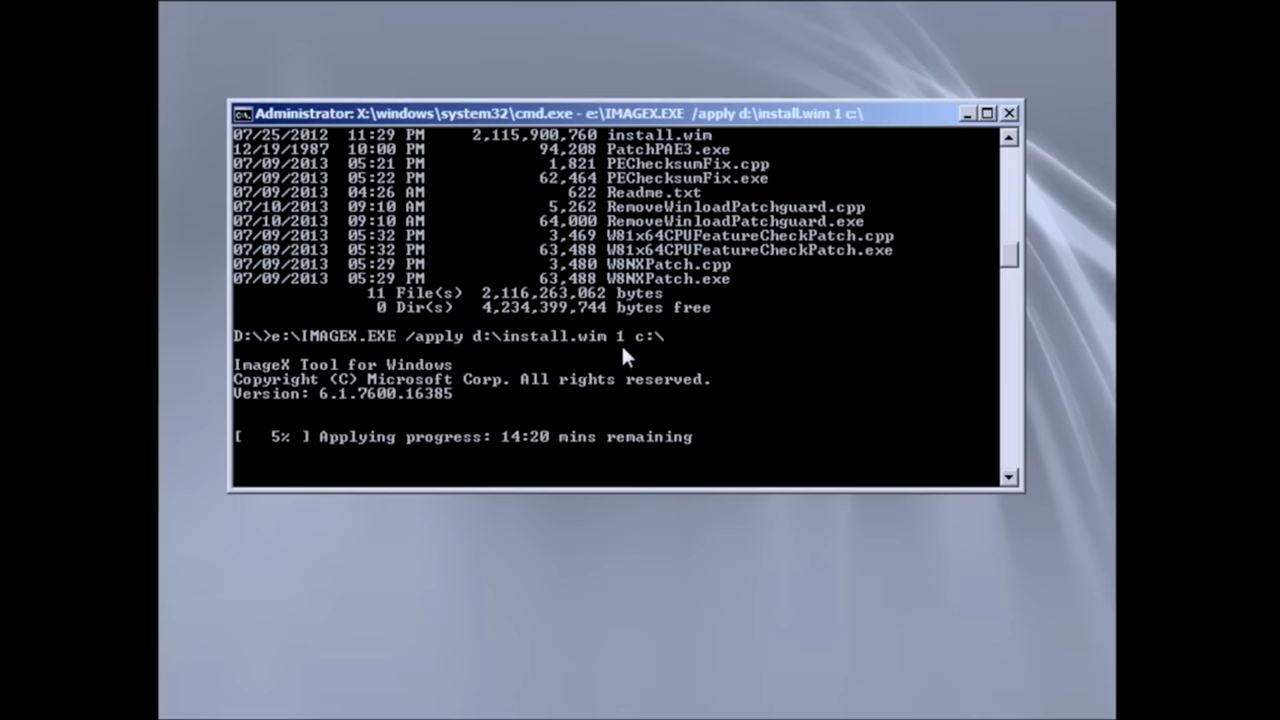 Administrator: X:\windows\system32\cmd.exe - e:\IMAGEX.EXE /apply d:\install.wim 1 c:\
07/25/2012 11:29 PM 2,115,900,760 install.wim
12/19/1987 10:00 PM 94,208 PatchPAE3.exe
07/09/2013 05:21 PM 1,821 PEChecksumFix.cpp
07/09/2013 05:22 PM 62,464 PEChecksumFix.exe
07/09/2013 04:26 AM 622 Readme.txt
07/10/2013 09:10 AM 5,262 RemoveWinloadPatchguard.cpp
07/10/2013 09:10 AM 64,000 RemoveWinloadPatchguard.exe
07/09/2013 05:32 PM 3,469 W81x64CPUFeatureCheckPatch.cpp
07/09/2013 05:32 PM 63,488 W81x64CPUFeatureCheckPatch.exe
07/09/2013 05:29 PM 3,480 W8NXPatch.cpp
07/09/2013 05:29 PM 63,488 W8NXPatch.exe
11 File(s) 2,116,263,062 bytes
0 Dir(s) 4,234,399,744 bytes free
D:\>e:\IMAGEX.EXE /apply d:\install.wim 1 c:\
ImageX Tool for Windows
Copyright (C) Microsoft Corp. All rights reserved.
Version: 6.1.7600.16385
[ 5% ] Applying progress: 14:20 mins remaining